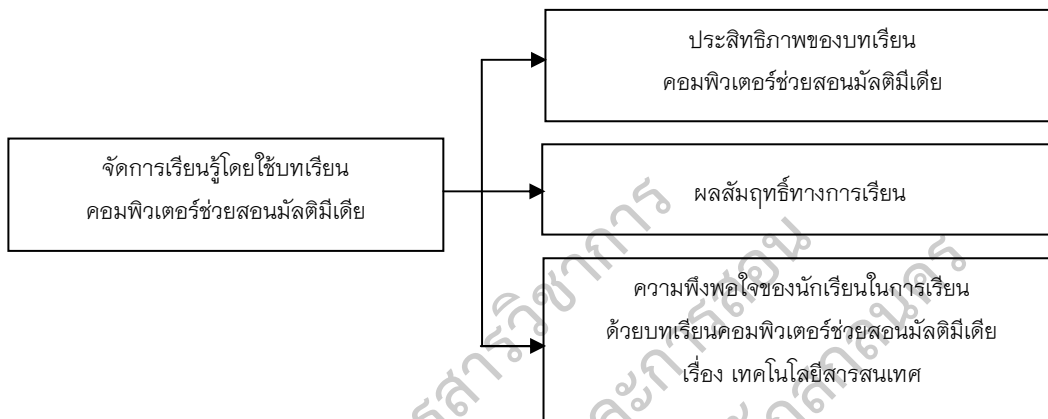 ประสิทธิภาพของบทเรียน
คอมพิวเตอร์ช่วยสอนมัลติมีเดีย
จัดการเรียนรู้โดยใช้บทเรียน
คอมพิวเตอร์ช่วยสอนมัลติมีเดีย
ผลสัมฤทธิ์ทางการเรียน
ความพึงพอใจของนักเรียนในการเรียน
ด้วยบทเรียนคอมพิวเตอร์ช่วยสอนมัลติมีเดีย
เรื่อง เทคโนโลยีสารสนเทศ